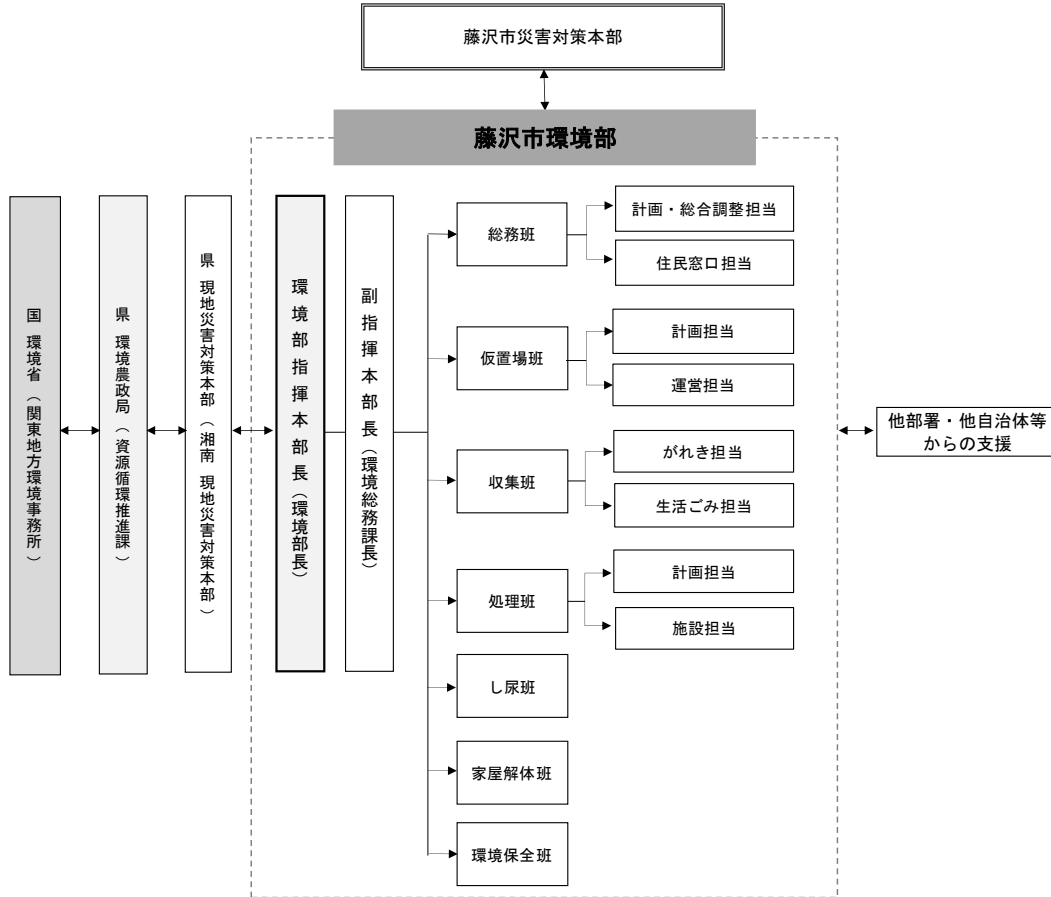 藤沢市災害対策本部
藤沢市環境部
国 環境省（関東地方環境事務所）
県 環境農政局（資源循環推進課）
県 現地災害対策本部（湘南 現地災害対策本部）
環境部指揮本部長（環境部長）
副指揮本部長（環境総務課長）
総務班
計画・総合調整担当
住民窓口担当
仮置場班
計画担当
運営担当
収集班
がれき担当
生活ごみ担当
処理班
計画担当
施設担当
し尿班
家屋解体班
環境保全班
他部署・他自治体等
からの支援